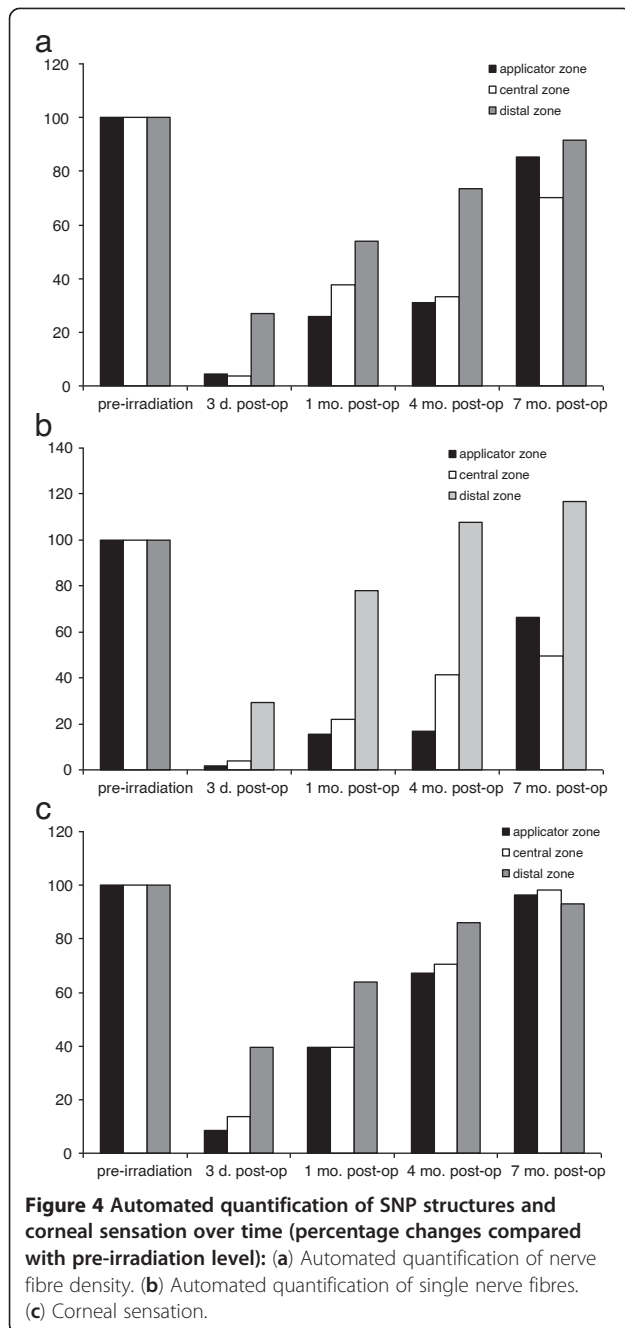 a
120
100
80
60
40
20
0
applicator zone
central zone
distal zone
pre-irradiation 3 d. post-op 1 mo. post-op 4 mo. post-op 7 mo. post-op
b
140
120
100
80
60
40
20
0
applicator zone
central zone
distal zone
pre-irradiation 3 d. post-op 1 mo. post-op 4 mo. post-op 7 mo. post-op
c
120
100
80
60
40
20
0
applicator zone
central zone
distal zone
pre-irradiation 3 d. post-op 1 mo. post-op 4 mo. post-op 7 mo. post-op
Figure 4 Automated quantification of SNP structures and
corneal sensation over time (percentage changes compared
with pre-irradiation level): (a) Automated quantification of nerve
fibre density. (b) Automated quantification of single nerve fibres.
(c) Corneal sensation.